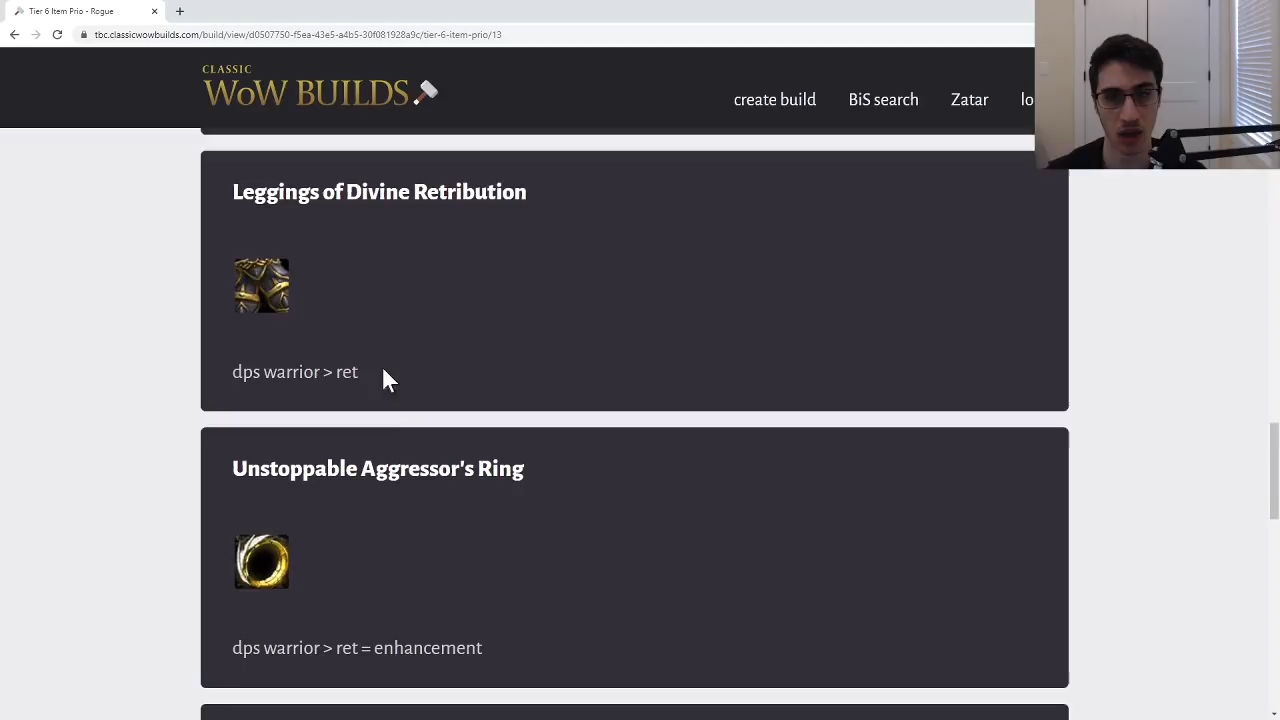 Tier 6 Item Prio - Rogue
tbc.classicwowbuilds.com/build/view/d0507750-f5ea-43e5-a4b5-30f081928a9c/tier-6-item-prio/13
CLASSIC
WOW BUILDS
create build BiS search Zatar lo
Leggings of Divine Retribution
dps warrior > ret
Unstoppable Aggressor's Ring
dps warrior > ret = enhancement